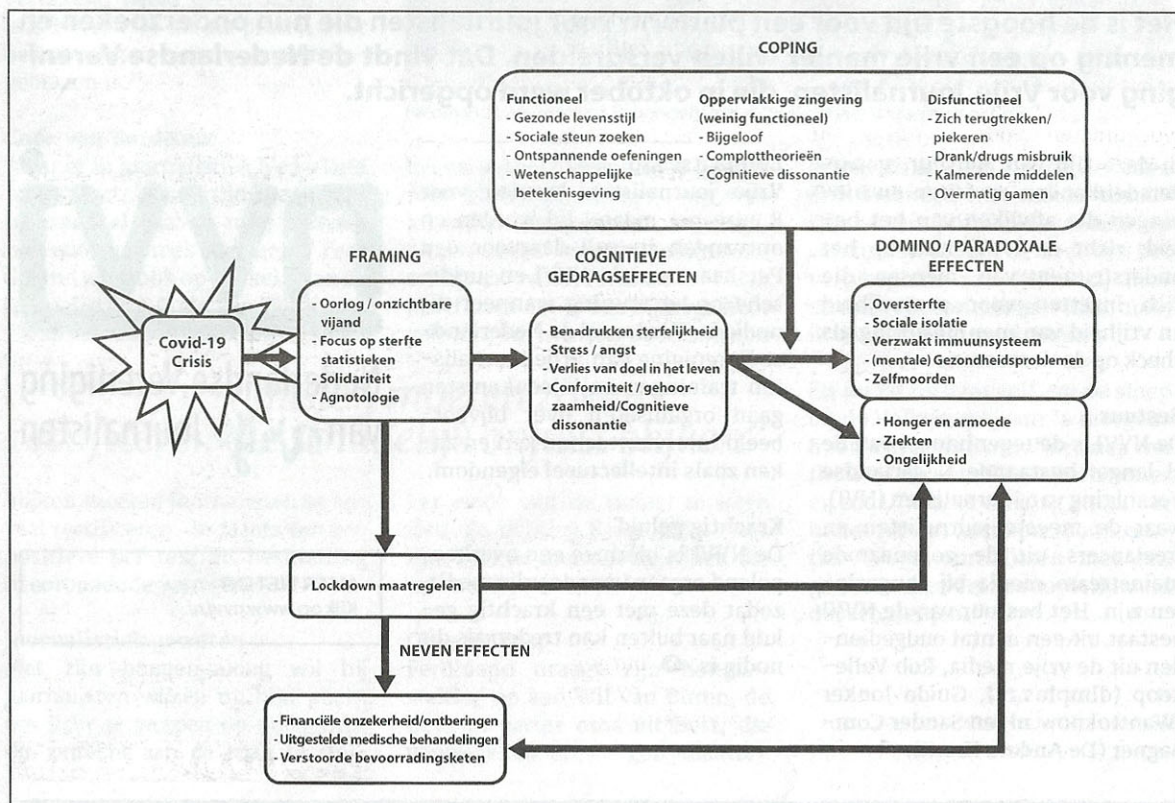 COPING
Functioneel
- Gezonde levensstijl
- Sociale steun zoeken
- Ontspannende oefeningen
- Wetenschappelijke
betekenisgeving
Oppervlakkige zingeving
(weinig functioneel)
- Bijgeloof
- Complottheorieën
- Cognitieve dissonantie
Disfunctioneel
- Zich terugtrekken/
piekeren
- Drank/drugs misbruik
- Kalmerende middelen
- Overmatig gamen
Covid-19
Crisis
FRAMING
- Oorlog / onzichtbare
vijand
- Focus op sterfte
statistieken
- Solidariteit
- Agnotologie
COGNITIEVE
GEDRAGSEFFECTEN
- Benadrukken sterfelijkheid
- Stress / angst
- Verlies van doel in het leven
- Conformiteit / gehoor-
zaamheid/Cognitieve
dissonantie
DOMINO / PARADOXALE
EFFECTEN
- Oversterfte
- Sociale isolatie
- Verzwakt immuunsysteem
- (mentale) Gezondheidsproblemen
- Zelfmoorden
- Honger en armoede
- Ziekten
- Ongelijkheid
Lockdown maatregelen
NEVEN EFFECTEN
- Financiële onzekerheid/ontberingen
- Uitgestelde medische behandelingen
- Verstoorde bevoorradingsketen